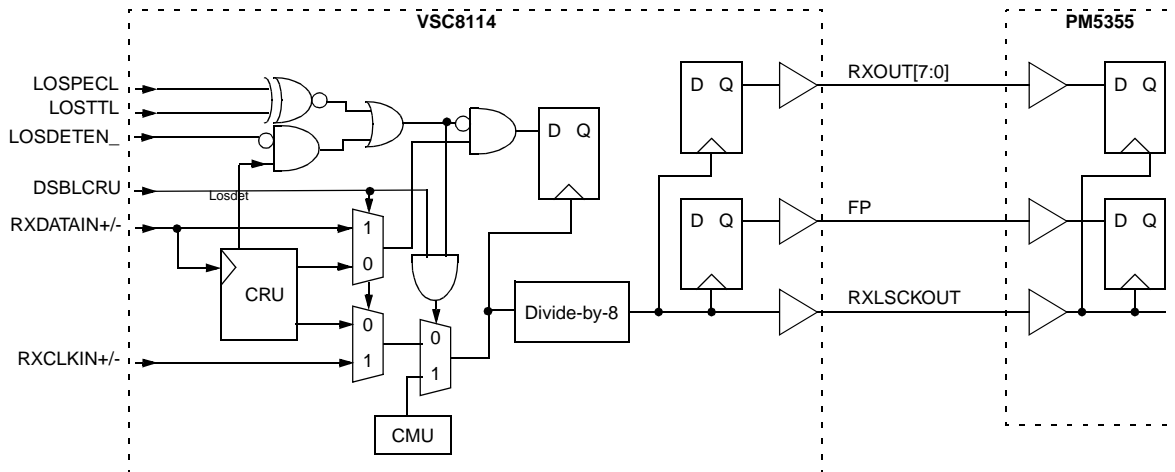 VSC8114
PM5355
LOSPECL
LOSTTL
LOSDETEN_
DSBLCRU
Losdet
RXDATAIN+/-
RXCLKIN+/-
CRU
1
0
0
1
0
1
CMU
D Q
Divide-by-8
D Q
D Q
RXOUT[7:0]
FP
RXLSCKOUT
D Q
D Q